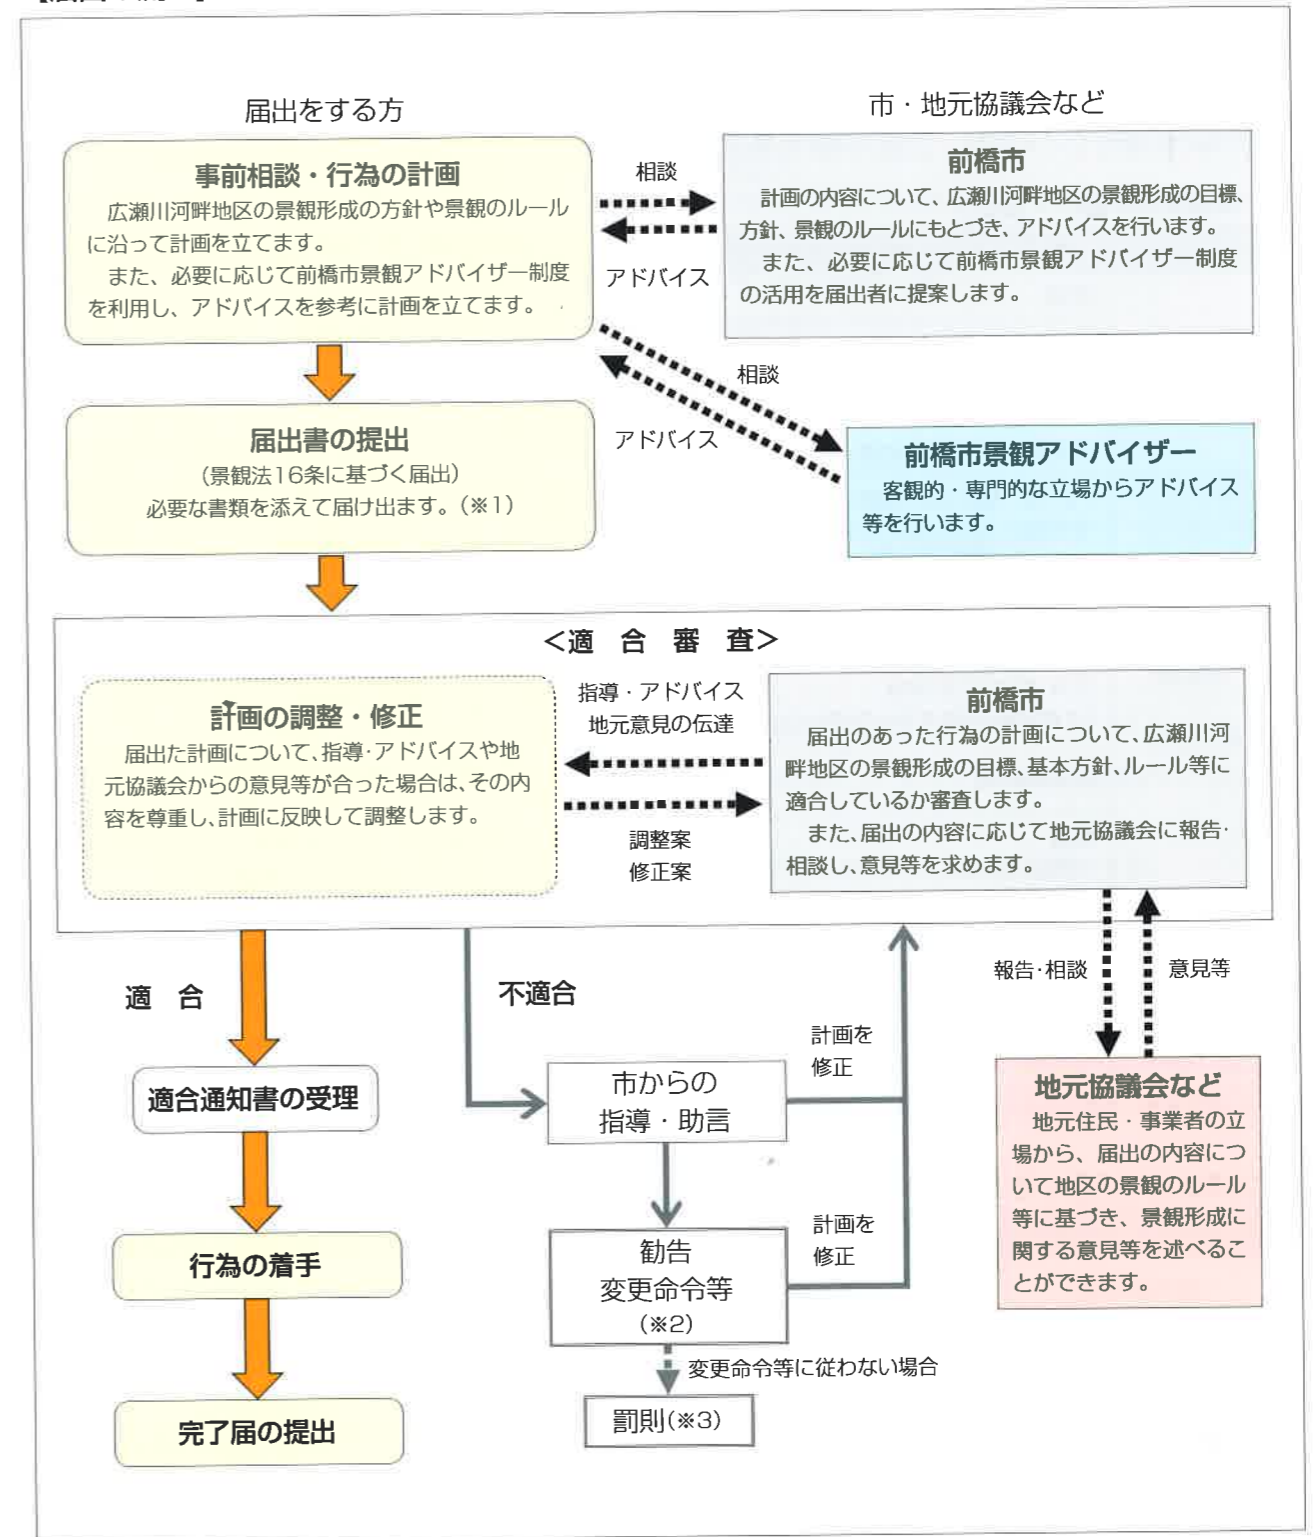 届出をする方
市・地元協議会など
事前相談・行為の計画
広瀬川河畔地区の景観形成の方針や景観のルール
に沿って計画を立てます。
また、必要に応じて前橋市景観アドバイザー制度
を利用し、アドバイスを参考に計画を立てます。
相談
アドバイス
前橋市
計画の内容について、広瀬川河畔地区の景観形成の目標、
方針、景観のルールにもとづき、アドバイスを行います。
また、必要に応じて前橋市景観アドバイザー制度
の活用を届出者に提案します。
相談
アドバイス
届出書の提出
(景観法16条に基づく届出)
必要な書類を添えて届け出ます。(※1)
前橋市景観アドバイザー
客観的・専門的な立場からアドバイス
等を行います。
<適 合 審 査>
計画の調整・修正
届出た計画について、指導・アドバイスや地
元協議会からの意見等が合った場合は、その内
容を尊重し、計画に反映して調整します。
指導・アドバイス
地元意見の伝達
調整案
修正案
前橋市
届出のあった行為の計画について、広瀬川河
畔地区の景観形成の目標、基本方針、ルール等に
適合しているか審査します。
また、届出の内容に応じて地元協議会に報告・
相談し、意見等を求めます。
適 合
不適合
報告・相談
意見等
適合通知書の受理
市からの
指導・助言
計画を
修正
地元協議会など
地元住民・事業者の立
場から、届出の内容につ
いて地区の景観のルール
等に基づき、景観形成に
関する意見等を述べるこ
とができます。
行為の着手
勧告
変更命令等
(※2)
計画を
修正
変更命令等に従わない場合
完了届の提出
罰則(※3)